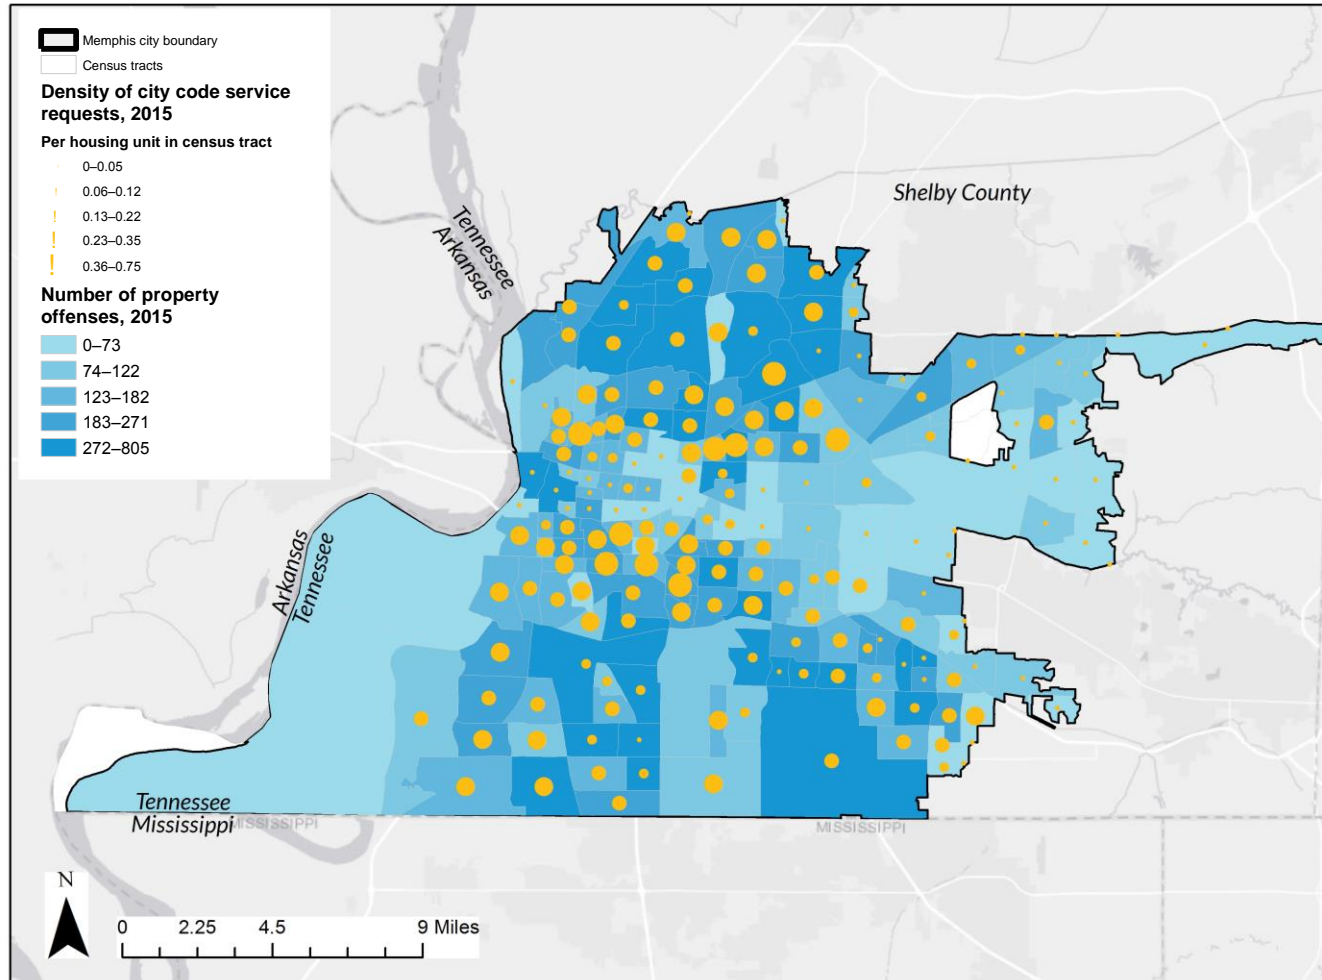 Memphis city boundary
Census tracts
Density of city code service
requests, 2015
Per housing unit in census tract
0–0.05
0.06–0.12
0.13–0.22
0.23–0.35
0.36–0.75
Number of property
offenses, 2015
0–73
74–122
123–182
183–271
272–805
Shelby County
Tennessee
Arkansas
Arkansas
Tennessee
Tennessee
Mississippi
MISSISSIPPI
MISSISSIPPI
N
0 2.25 4.5 9 Miles